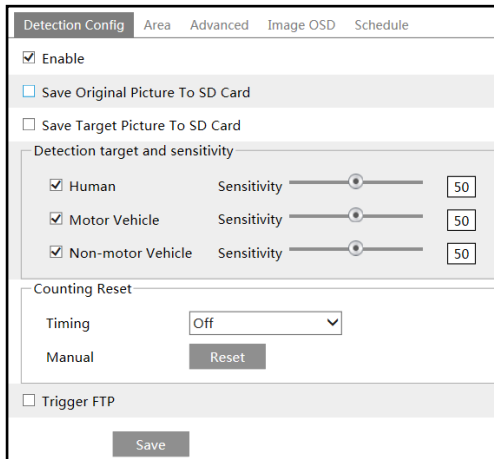 Detection Config Area Advanced Image OSD Schedule
Enable
Save Original Picture To SD Card
Save Target Picture To SD Card
Detection target and sensitivity
Human Sensitivity 50
Motor Vehicle Sensitivity 50
Non-motor Vehicle Sensitivity 50
Counting Reset
Timing Off
Manual Reset
Trigger FTP
Save